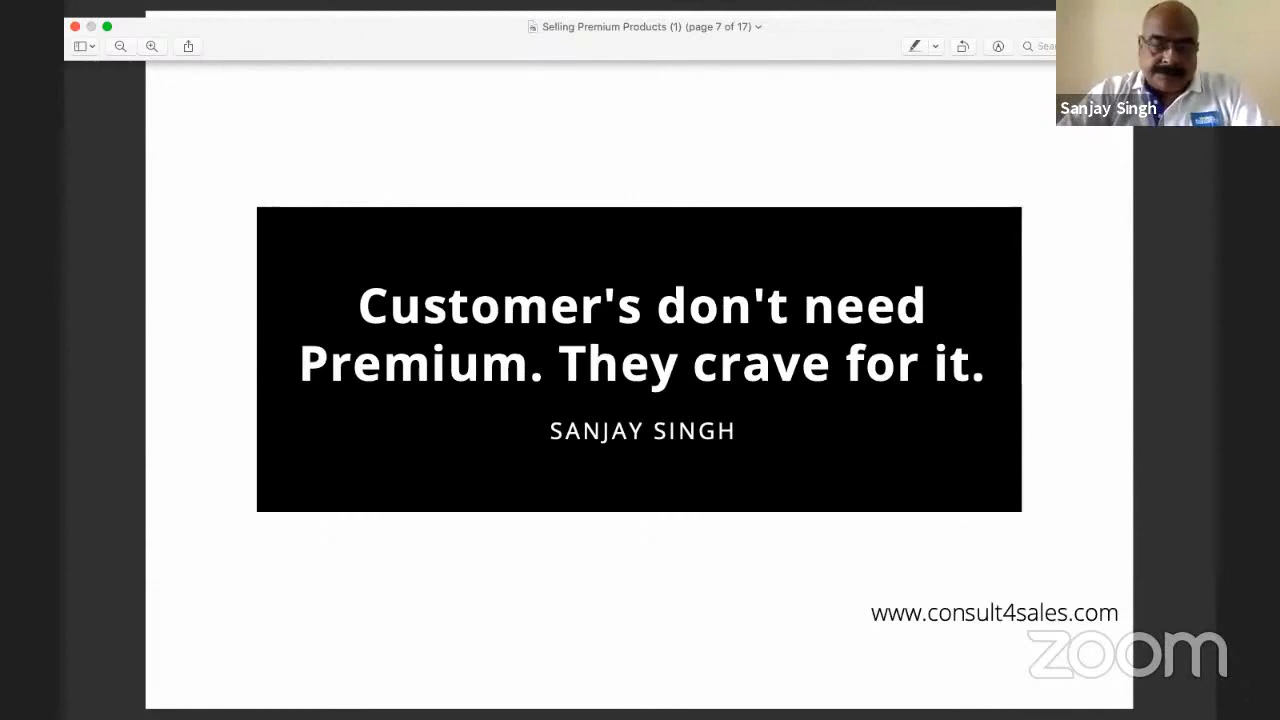 Selling Premium Products (1) (page 7 of 17)
Sea
Sanjay Singh
Customer's don't need
Premium. They crave for it.
SANJAY SINGH
www.consult4sales.com
zoom